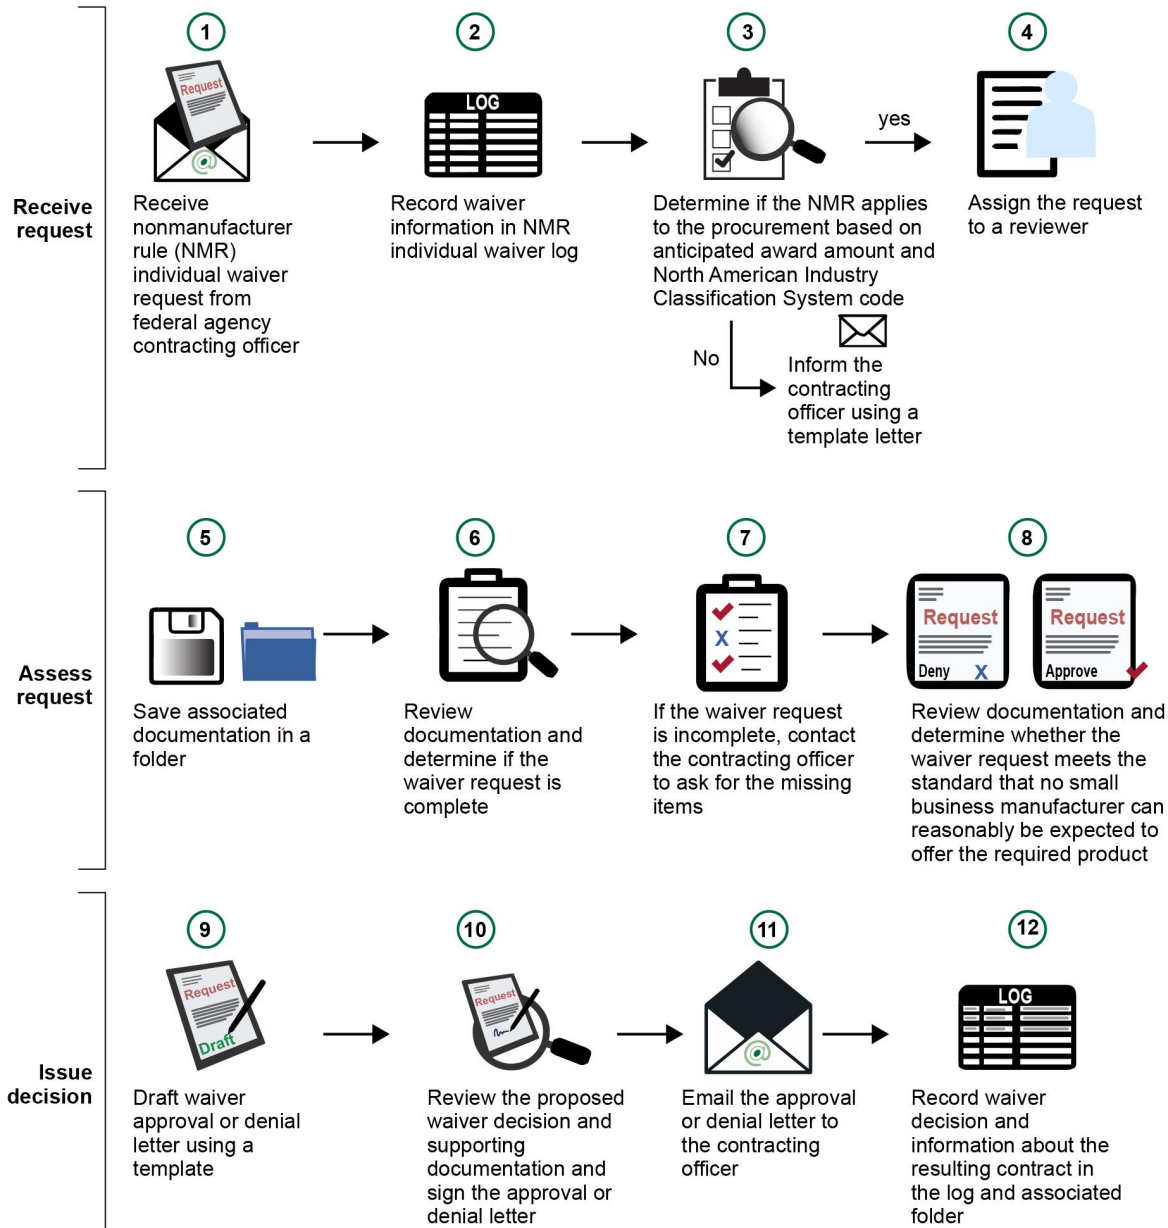 Receive
request
1
Request
@
Receive
nonmanufacturer
rule (NMR)
individual waiver
request from
federal agency
contracting officer
2
LOG
Record waiver
information in NMR
individual waiver log
3
Determine if the NMR applies
to the procurement based on
anticipated award amount and
North American Industry
Classification System code
No
Inform the
contracting
officer using a
template letter
yes
4
Assign the request
to a reviewer
Assess
request
5
Save associated
documentation in a
folder
6
Review
documentation and
determine if the
waiver request is
complete
7
X
If the waiver request
is incomplete, contact
the contracting officer
to ask for the missing
items
8
Request
Deny X
Request
Approve
Review documentation and
determine whether the
waiver request meets the
standard that no small
business manufacturer can
reasonably be expected to
offer the required product
Issue
decision
9
Request
Draft
Draft waiver
approval or denial
letter using a
template
10
Request
Review the proposed
waiver decision and
supporting
documentation and
sign the approval or
denial letter
11
@
Email the approval
or denial letter to
the contracting
officer
12
LOG
Record waiver
decision and
information about the
resulting contract in
the log and associated
folder